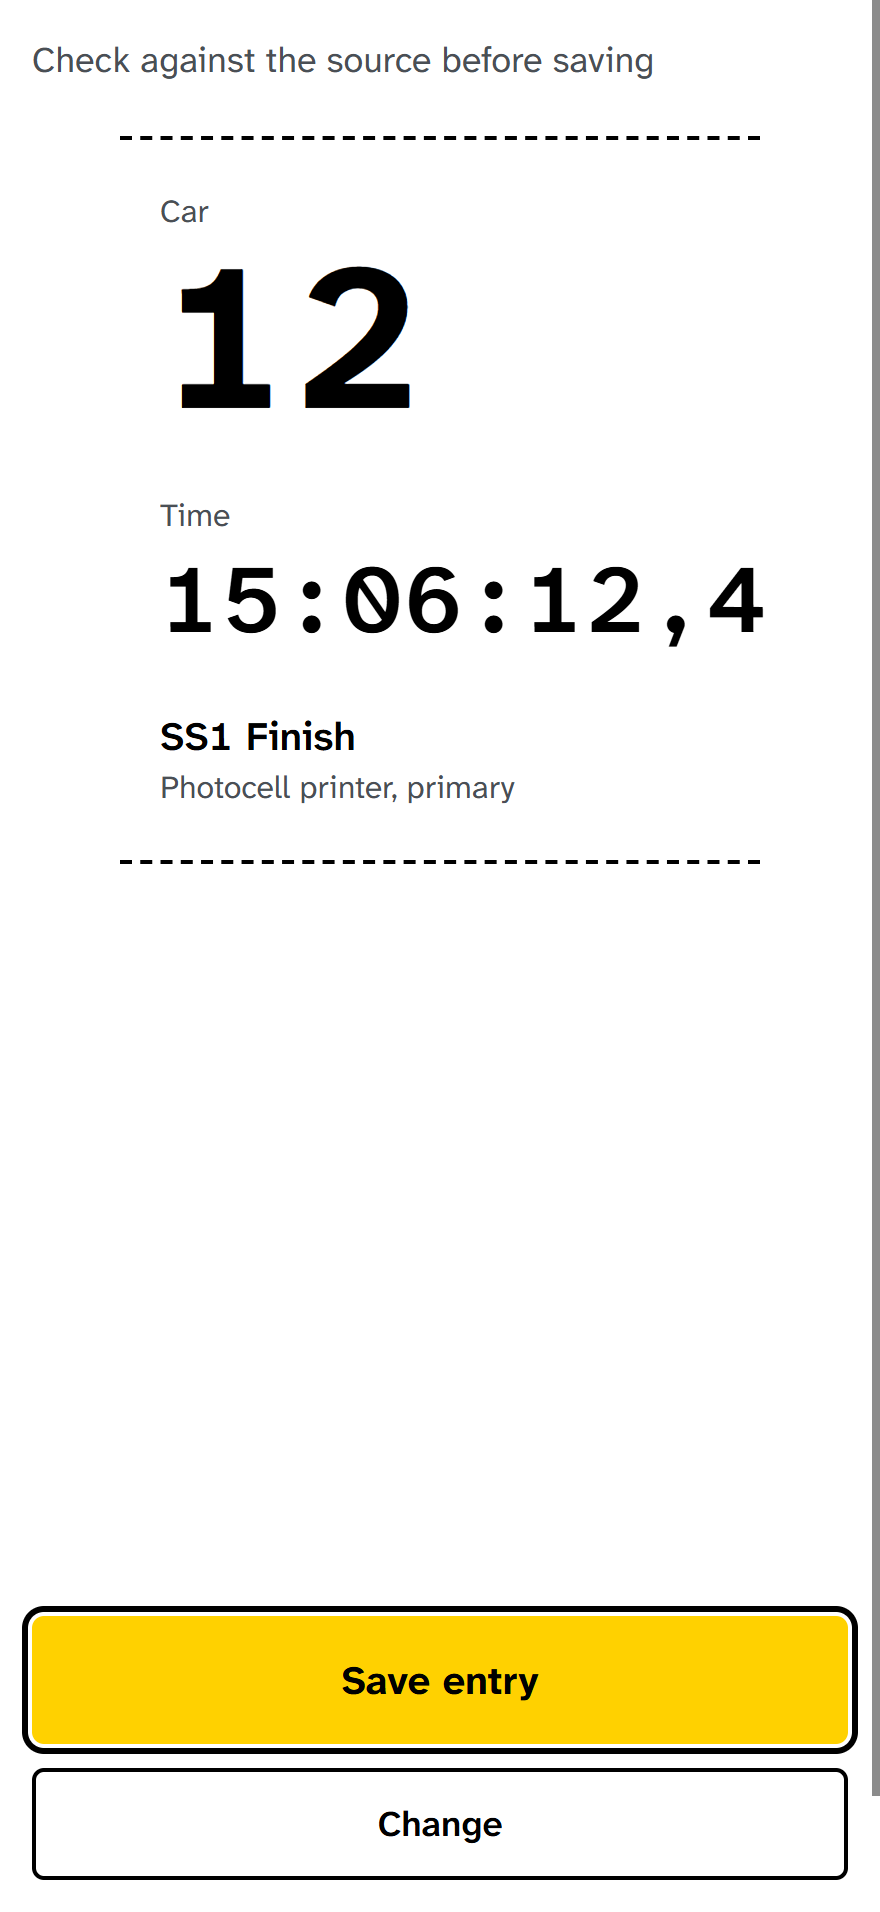 Check against the source before saving
Car
12
Time
15:06:12,4
SS1 Finish
Photocell printer, primary
Save entry
Change